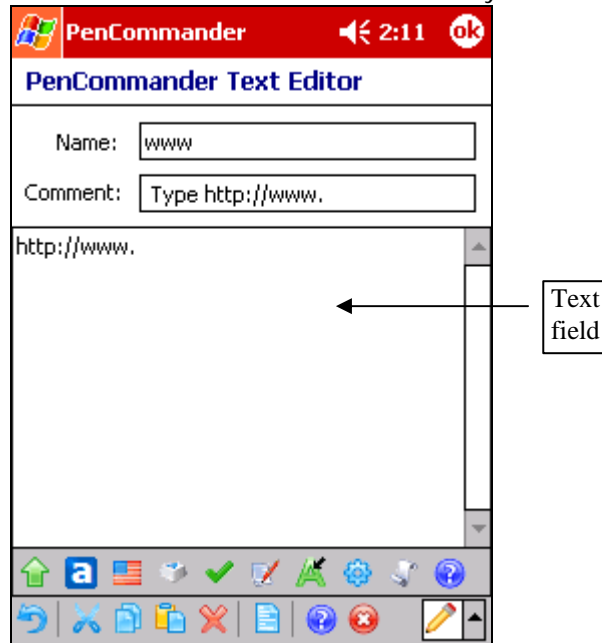 PenCommander 2:11 ok
PenCommander Text Editor
Name: www
Comment: Type http://www.
http://www.
Text
field
a